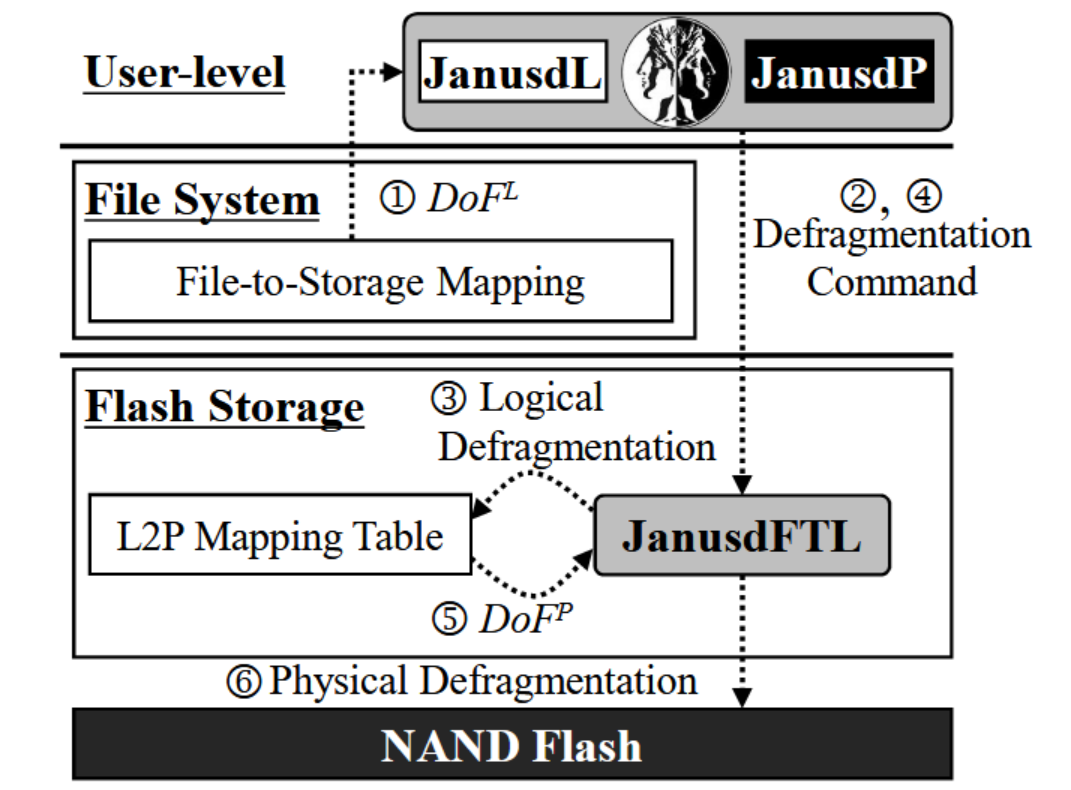 User-level
JanusdL
JanusdP
File System
① DoF^L
②, ④
Defragmentation
Command
File-to-Storage Mapping
Flash Storage
③ Logical
Defragmentation
L2P Mapping Table
JanusdFTL
⑤ DoF^P
⑥ Physical Defragmentation
NAND Flash